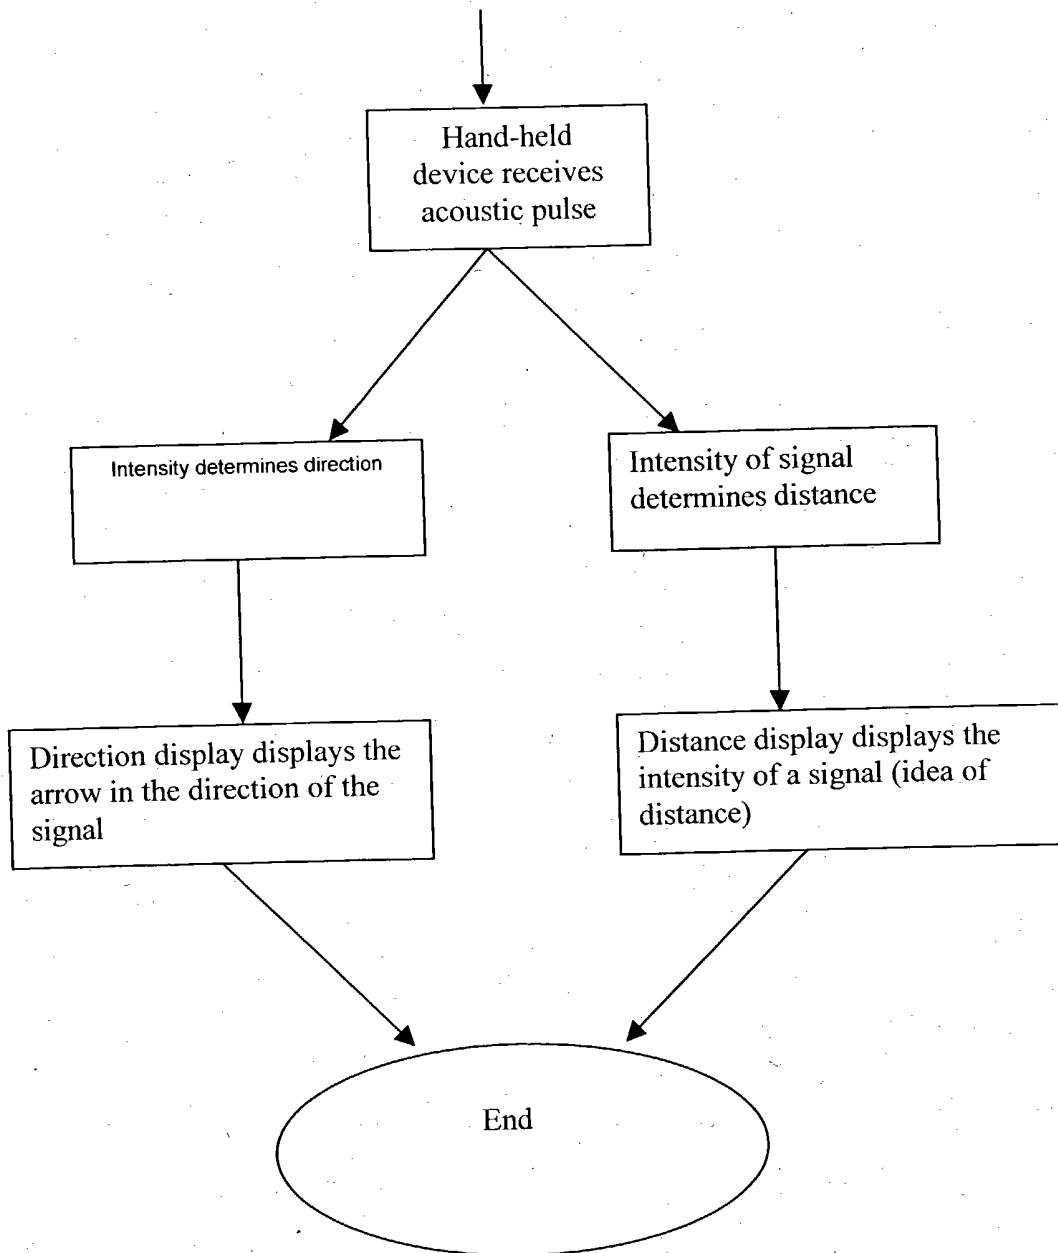 Hand-held
device receives
acoustic pulse
Intensity determines direction
Intensity of signal
determines distance
Direction display displays the
arrow in the direction of the
signal
Distance display displays the
intensity of a signal (idea of
distance)
End